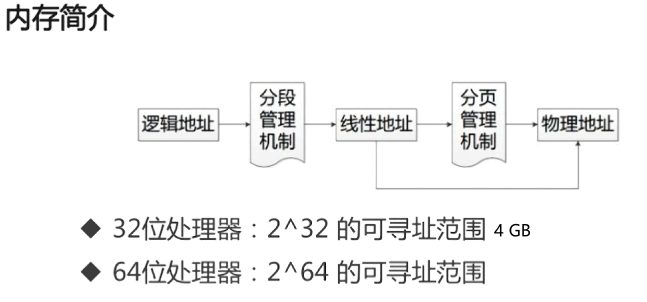 内存简介
逻辑地址
分段
管理
机制
线性地址
分页
管理
机制
物理地址
◆ 32位处理器：2^32 的可寻址范围 4 GB
◆ 64位处理器：2^64 的可寻址范围